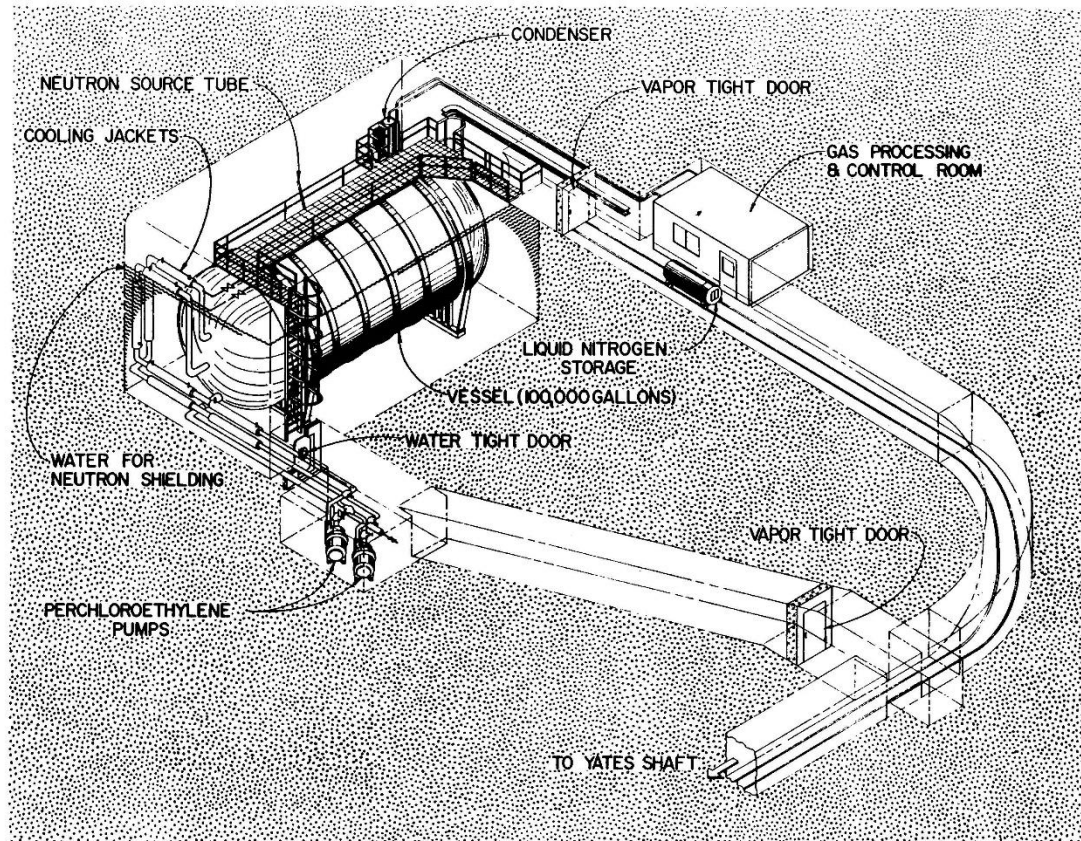 CONDENSER
NEUTRON SOURCE TUBE
VAPOR TIGHT DOOR
COOLING JACKETS
GAS PROCESSING
& CONTROL ROOM
LIQUID NITROGEN
STORAGE
VESSEL (100,000 GALLONS)
WATER TIGHT DOOR
WATER FOR
NEUTRON SHIELDING
VAPOR TIGHT DOOR
PERCHLOROETHYLENE
PUMPS
TO YATES SHAFT